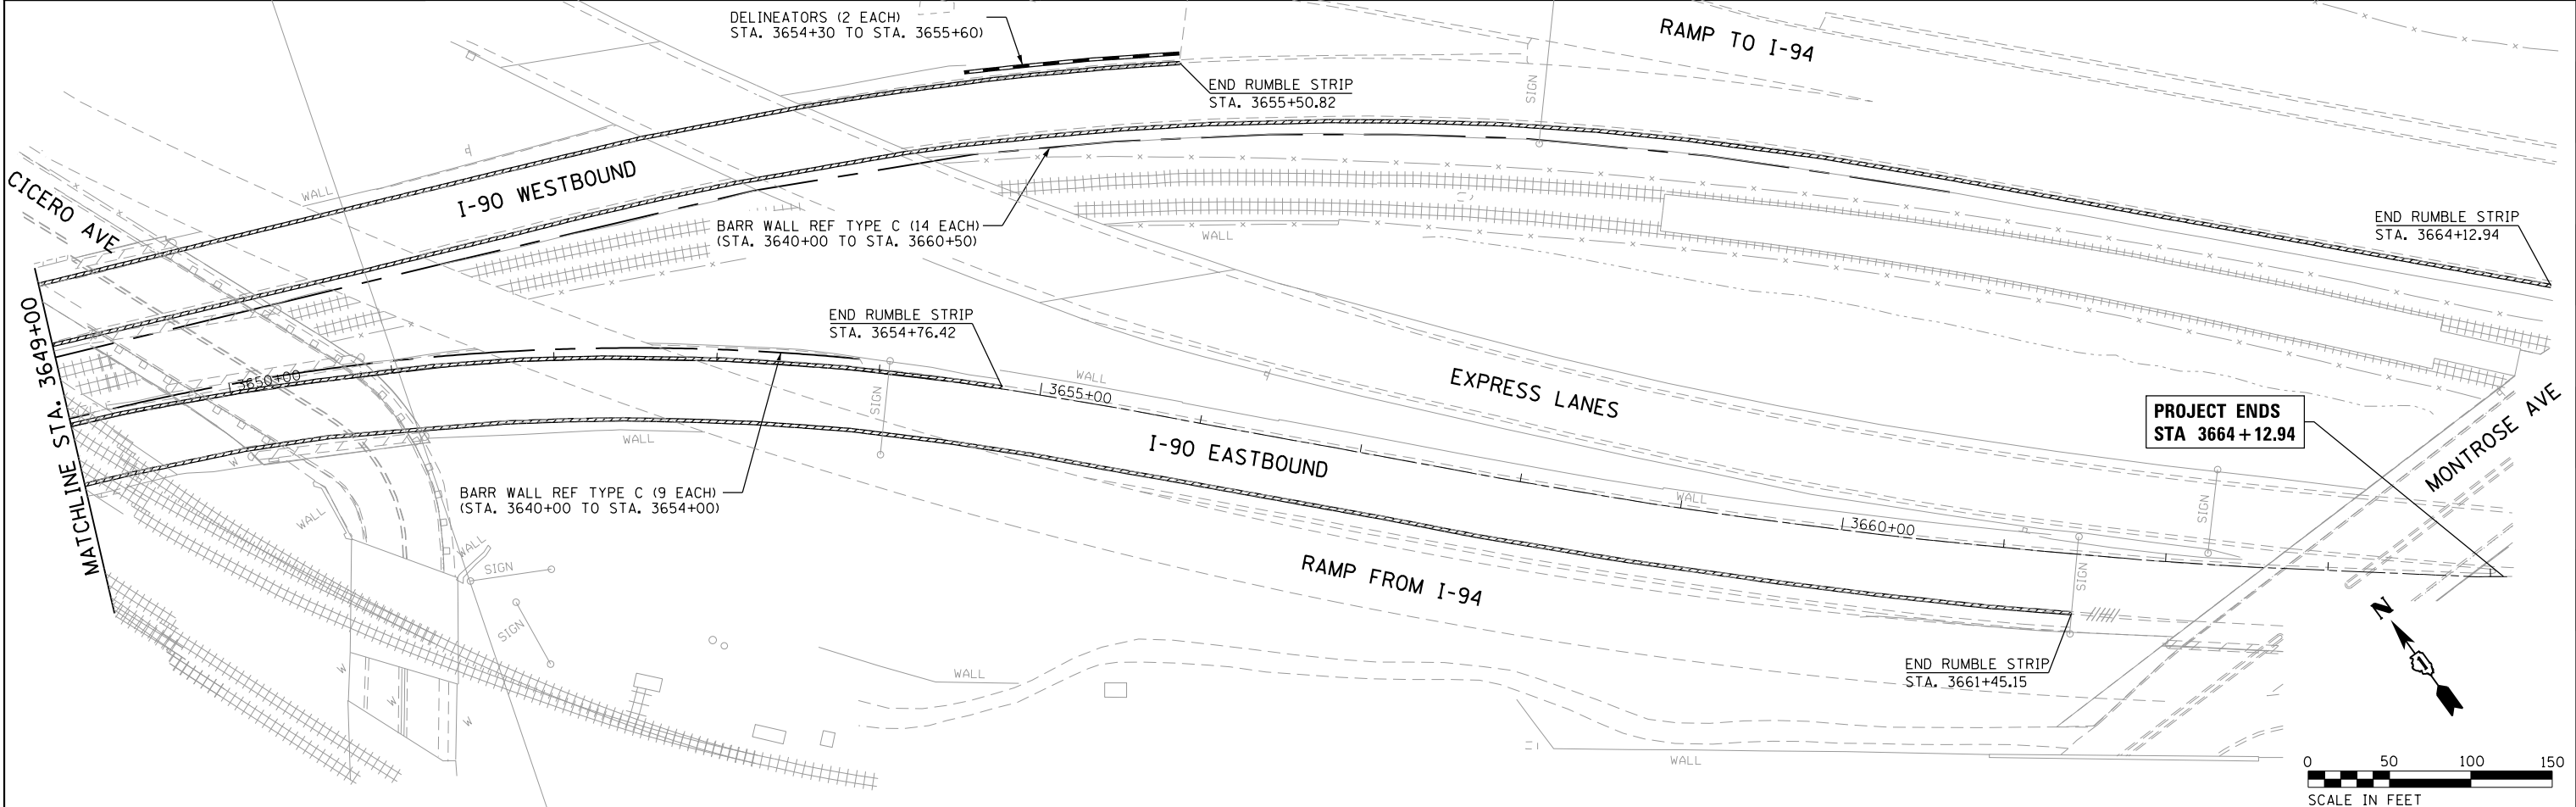 DELINEATORS (2 EACH)
STA. 3654+30 TO STA. 3655+60)
RAMP TO I-94
END RUMBLE STRIP
STA. 3655+50.82
SIGN
CICERO AVE
WALL
I-90 WESTBOUND
BARR WALL REF TYPE C (14 EACH)
(STA. 3640+00 TO STA. 3660+50)
WALL
END RUMBLE STRIP
STA. 3664+12.94
MATCHLINE STA. 3649+00
3650+00
END RUMBLE STRIP
STA. 3654+76.42
SIGN
WALL
3655+00
EXPRESS LANES
PROJECT ENDS
STA 3664+12.94
MONTROSE AVE
WALL
I-90 EASTBOUND
BARR WALL REF TYPE C (9 EACH)
(STA. 3640+00 TO STA. 3654+00)
W
WALL
WALL
WALL
3660+00
SIGN
SIGN
SIGN
SIGN
RAMP FROM I-94
N
1
END RUMBLE STRIP
STA. 3661+45.15
WALL
W
W
W
WALL
0 50 100 150
SCALE IN FEET